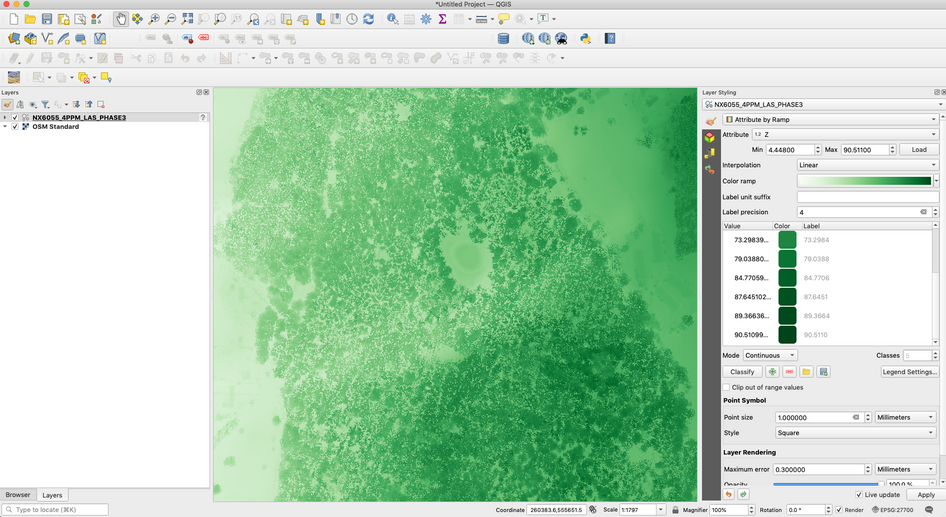 *Untitled Project — QGIS
Layers
NX6055_4PPM_LAS_PHASE3
?
OSM Standard
Layer Styling
NX6055_4PPM_LAS_PHASE3
Attribute by Ramp
Attribute 1.2 Z
Min 4.44800 Max 90.51100 Load
Interpolation Linear
Color ramp
Label unit suffix
Label precision 4
Value Color Label
73.29839... 73.2984
79.03880... 79.0388
84.77059... 84.7706
87.645102... 87.6451
89.36636... 89.3664
90.51099... 90.5110
Mode Continuous Classes 5
Classify Legend Settings...
Clip out of range values
Point Symbol
Point size 1.000000 Millimeters
Style Square
Layer Rendering
Maximum error 0.300000 Millimeters
Opacity 100.0 %
Live update Apply
Browser Layers
Type to locate (⌘K) Coordinate 260383.6,555651.5 Scale 1:1797 Magnifier 100% Rotation 0.0 ° Render EPSG:27700